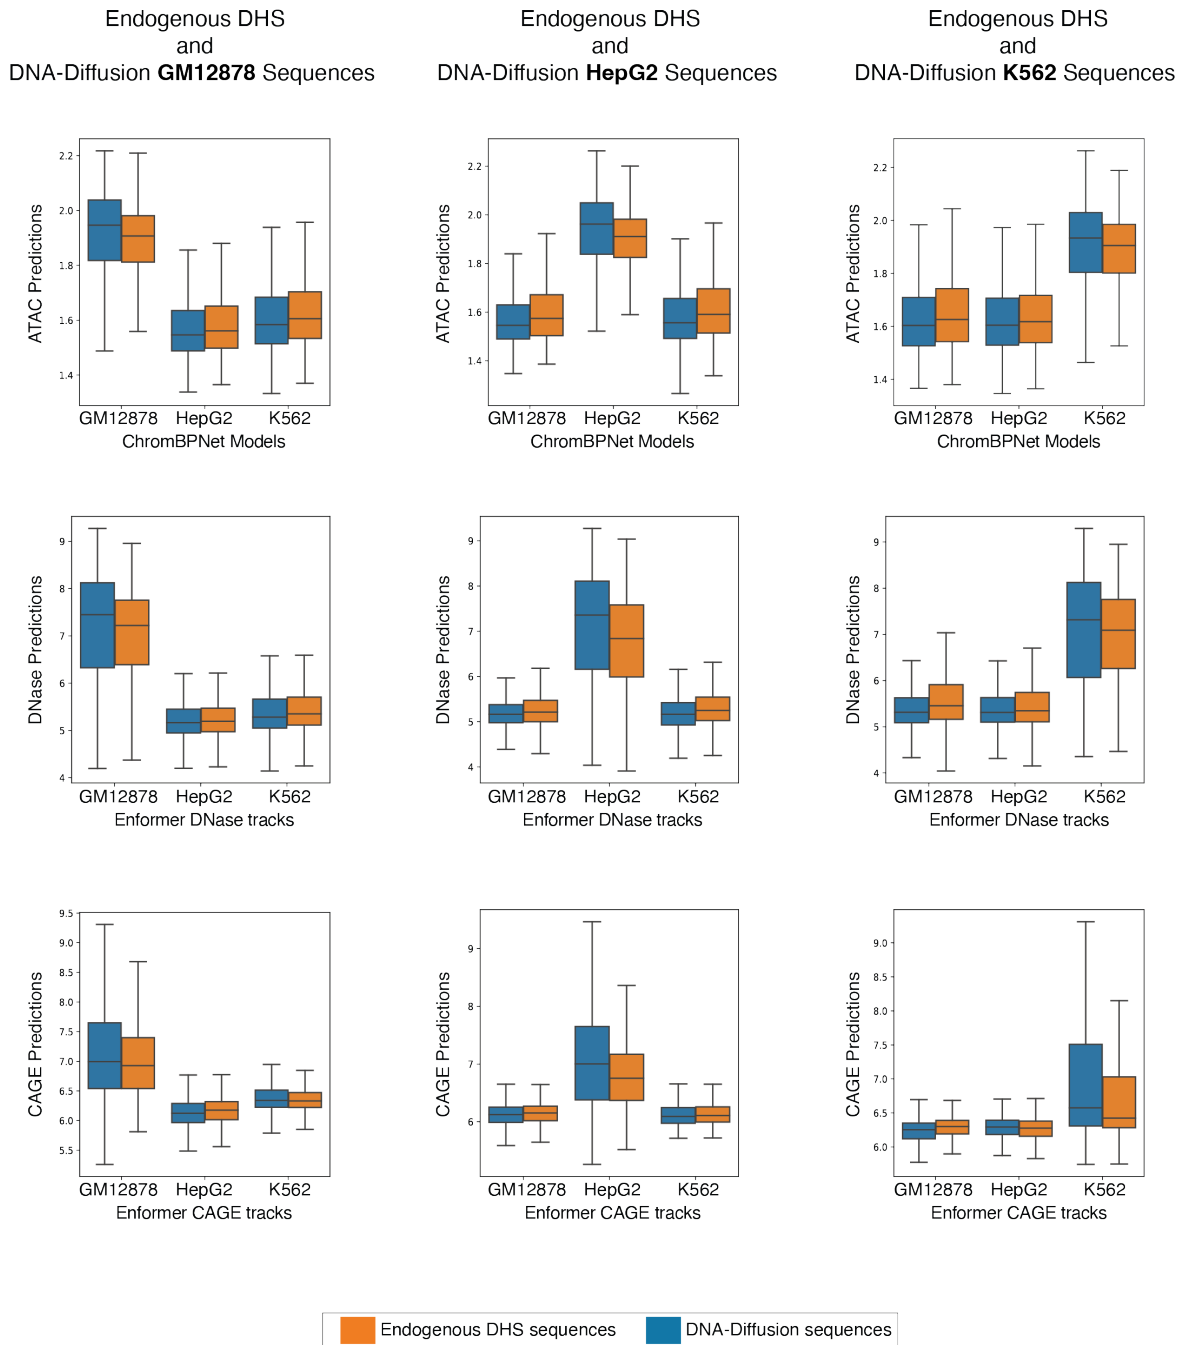 Endogenous DHS
and
DNA-Diffusion GM12878 Sequences
Endogenous DHS
and
DNA-Diffusion HepG2 Sequences
Endogenous DHS
and
DNA-Diffusion K562 Sequences
ATAC Predictions
2.2
2.0
1.8
1.6
1.4
GM12878 HepG2 K562
ChromBPNet Models
ATAC Predictions
2.2
2.0
1.8
1.6
1.4
GM12878 HepG2 K562
ChromBPNet Models
ATAC Predictions
2.2
2.0
1.8
1.6
1.4
GM12878 HepG2 K562
ChromBPNet Models
DNase Predictions
9
8
7
6
5
4
GM12878 HepG2 K562
Enformer DNase tracks
DNase Predictions
9
8
7
6
5
4
GM12878 HepG2 K562
Enformer DNase tracks
DNase Predictions
9
8
7
6
5
4
GM12878 HepG2 K562
Enformer DNase tracks
CAGE Predictions
9.5
9.0
8.5
8.0
7.5
7.0
6.5
6.0
5.5
GM12878 HepG2 K562
Enformer CAGE tracks
CAGE Predictions
9
8
7
6
GM12878 HepG2 K562
Enformer CAGE tracks
CAGE Predictions
9.0
8.5
8.0
7.5
7.0
6.5
6.0
GM12878 HepG2 K562
Enformer CAGE tracks
Endogenous DHS sequences DNA-Diffusion sequences